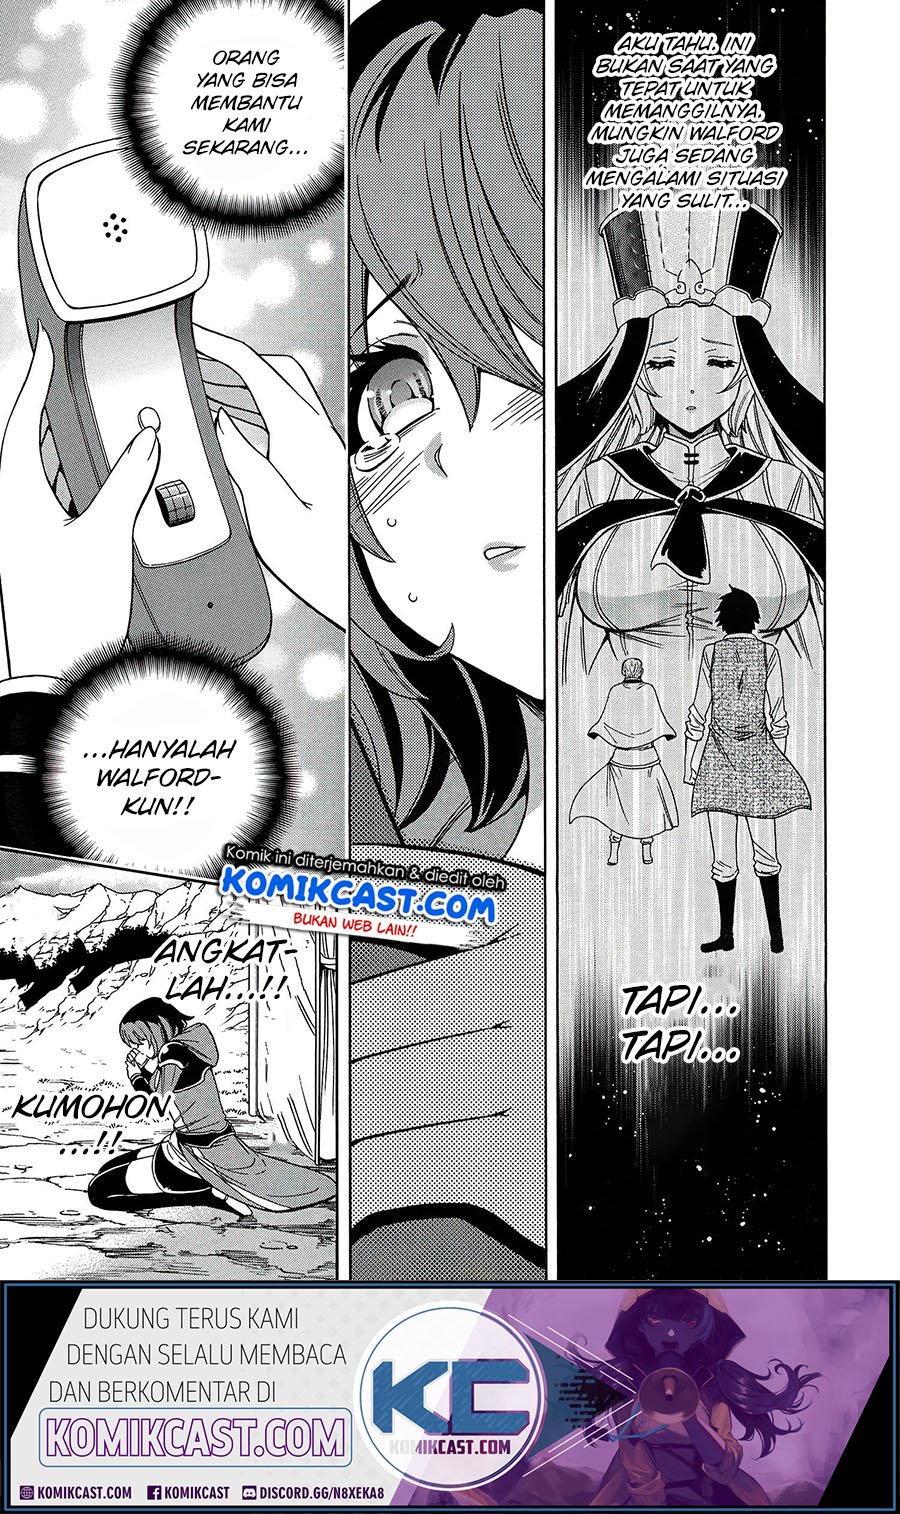 AKU TAHU. INI
BUKAN SAAT YANG
TEPAT UNTUK
MEMANGGILNYA.
MUNGKIN WALFORD
JUGA SEDANG
MENGALAMI SITUASI
YANG SULIT...
TAPI...
TAPI...
ORANG
YANG BISA
MEMBANTU
KAMI
SEKARANG...
...HANYALAH
WALFORD-
KUN!!
Komik ini diterjemahkan & diedit oleh
KOMIKCAST.COM
BUKAN WEB LAIN!!
ANGKAT-
LAH...!!
KUMOHON
...!!
DUKUNG TERUS KAMI
DENGAN SELALU MEMBACA
DAN BERKOMENTAR DI
KOMIKCAST.COM
KC
KOMIKCAST.COM
KOMIKCAST.COM KOMIKCAST DISCORD.GG/N8XEKA8